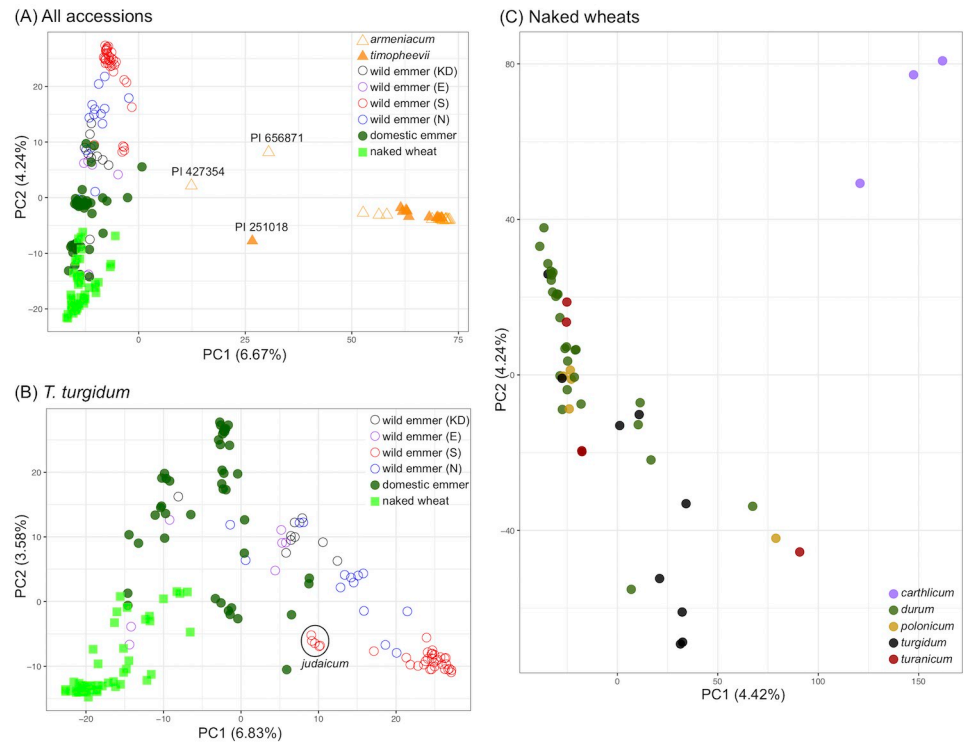 (A) All accessions
PC2 (4.24%)
20
10
0
−10
−20
0
25
50
75
PC1 (6.67%)
PI 656871
PI 427354
PI 251018
armeniacum
timopheevii
wild emmer (KD)
wild emmer (E)
wild emmer (S)
wild emmer (N)
domestic emmer
naked wheat
(B) T. turgidum
PC2 (3.58%)
20
10
0
−10
−20
−10
0
10
20
PC1 (6.83%)
judaicum
wild emmer (KD)
wild emmer (E)
wild emmer (S)
wild emmer (N)
domestic emmer
naked wheat
(C) Naked wheats
PC2 (4.24%)
80
40
0
−40
0
50
100
150
PC1 (4.42%)
carthlicum
durum
polonicum
turgidum
turanicum